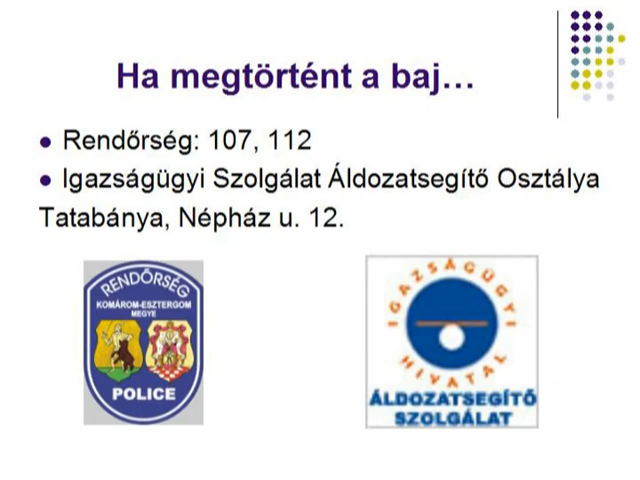 Ha megtörtént a baj…
Rendőrség: 107, 112
Igazságügyi Szolgálat Áldozatsegítő Osztálya
Tatabánya, Népház u. 12.
RENDŐRSÉG
KOMÁROM-ESZTERGOM
MEGYE
POLICE
IGAZSÁGÜGYI
HIVATAL
ÁLDOZATSEGÍTŐ
SZOLGÁLAT